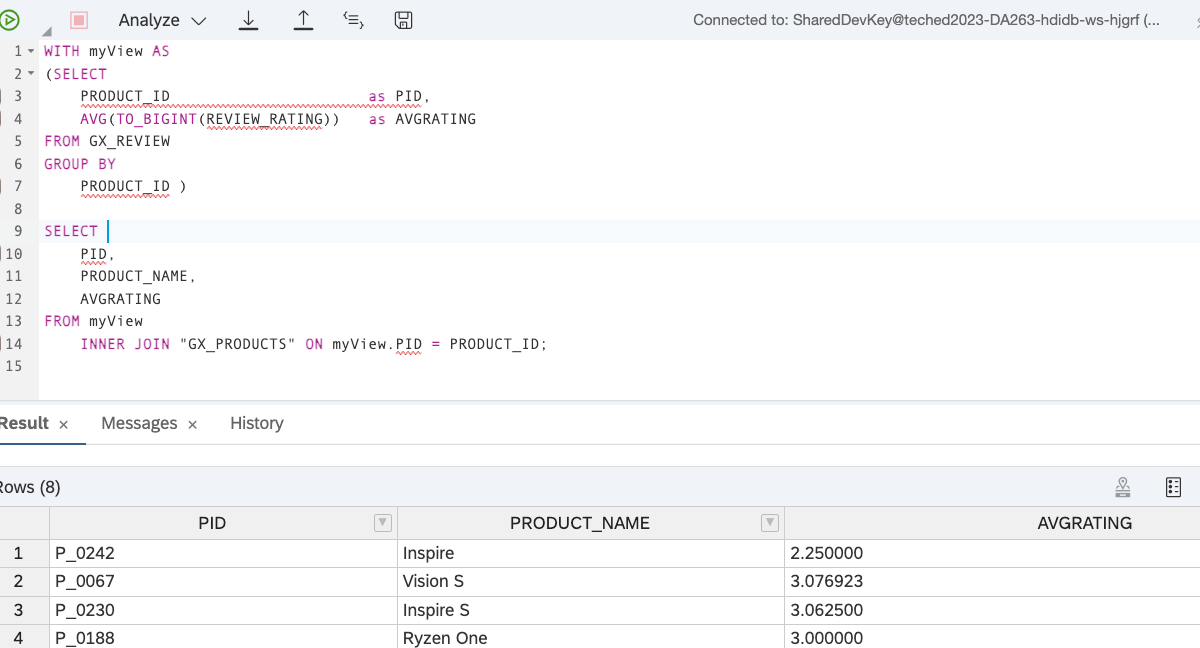 Analyze Connected to: SharedDevKey@teched2023-DA263-hdidb-ws-hjgrf (...
1 WITH myView AS
2 (SELECT
3 PRODUCT_ID as PID,
4 AVG(TO_BIGINT(REVIEW_RATING)) as AVGRATING
5 FROM GX_REVIEW
6 GROUP BY
7 PRODUCT_ID )
8
9 SELECT
10 PID,
11 PRODUCT_NAME,
12 AVGRATING
13 FROM myView
14 INNER JOIN "GX_PRODUCTS" ON myView.PID = PRODUCT_ID;
15
Result × Messages × History
Rows (8)
PID PRODUCT_NAME AVGRATING
1 P_0242 Inspire 2.250000
2 P_0067 Vision S 3.076923
3 P_0230 Inspire S 3.062500
4 P_0188 Ryzen One 3.000000